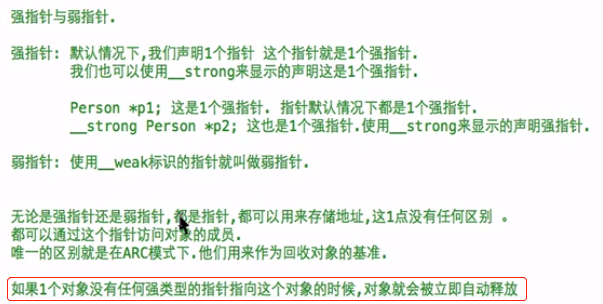 强指针与弱指针.
强指针: 默认情况下,我们声明1个指针 这个指针就是1个强指针.
我们也可以使用__strong来显示的声明这是1个强指针.
Person *p1; 这是1个强指针. 指针默认情况下都是1个强指针.
__strong Person *p2; 这也是1个强指针.使用__strong来显示的声明强指针.
弱指针: 使用__weak标识的指针就叫做弱指针.
无论是强指针还是弱指针,都是指针,都可以用来存储地址,这1点没有任何区别 。
都可以通过这个指针访问对象的成员.
唯一的区别就是在ARC模式下.他们用来作为回收对象的基准.
如果1个对象没有任何强类型的指针指向这个对象的时候,对象就会被立即自动释放